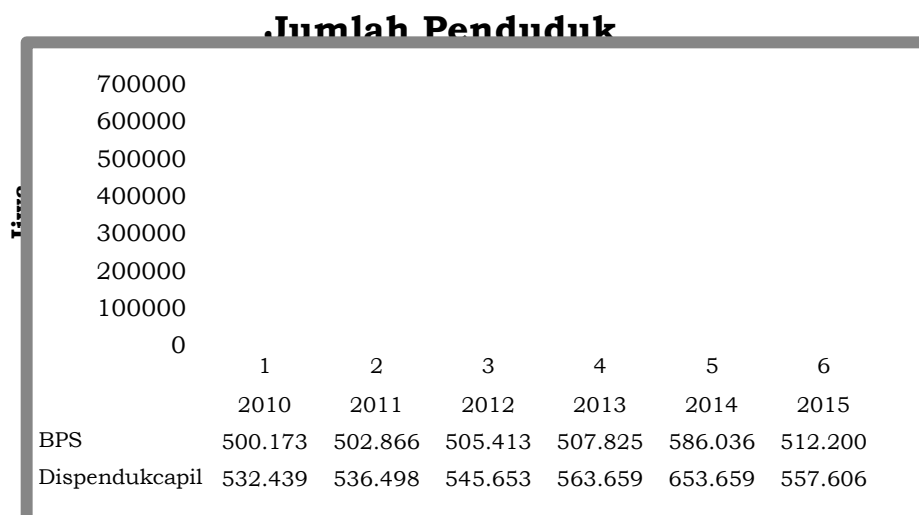 Jumlah Penduduk
Jiwa
700000
600000
500000
400000
300000
200000
100000
0
1 2 3 4 5 6
2010 2011 2012 2013 2014 2015
BPS 500.173 502.866 505.413 507.825 586.036 512.200
Dispendukcapil 532.439 536.498 545.653 563.659 653.659 557.606